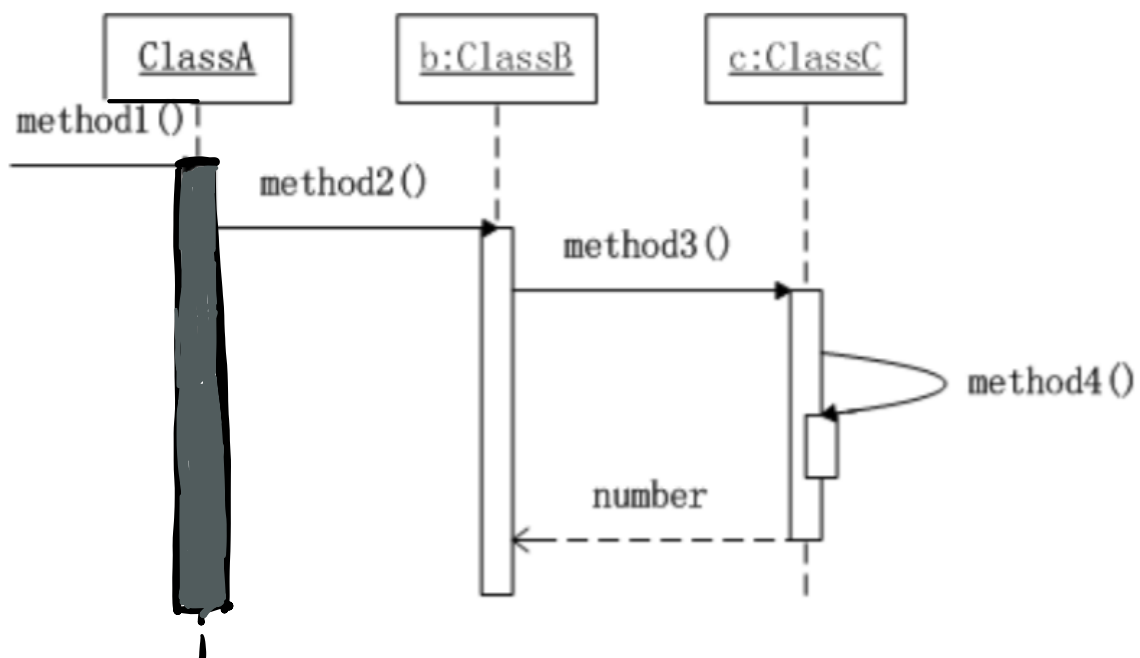 ClassA
b:ClassB
c:ClassC
method1()
method2()
method3()
method4()
number